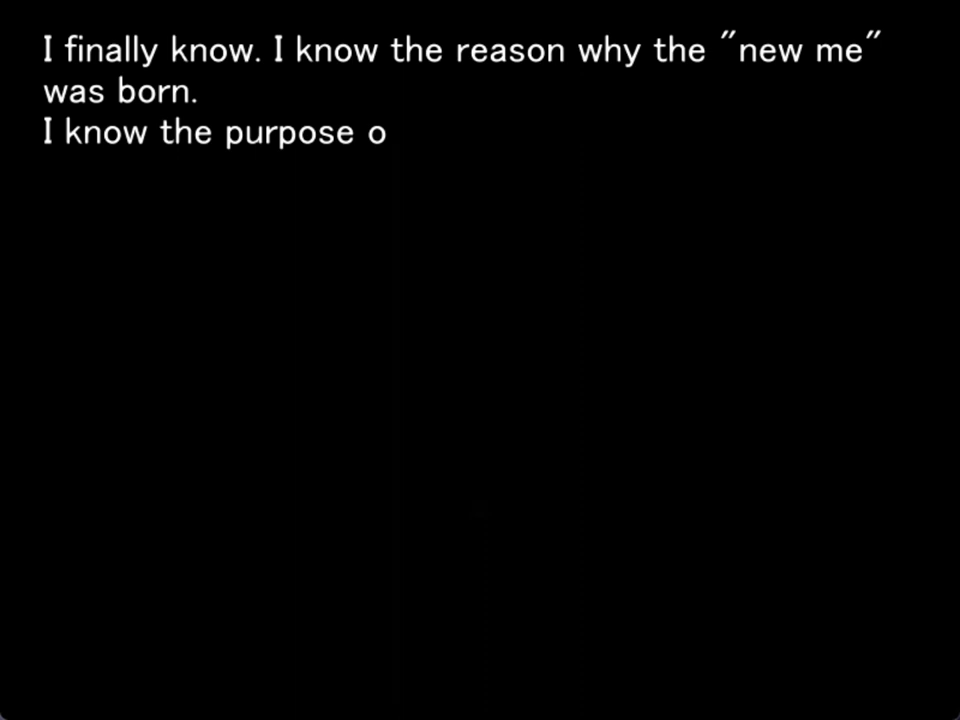 I finally know. I know the reason why the "new me"
was born.
I know the purpose o